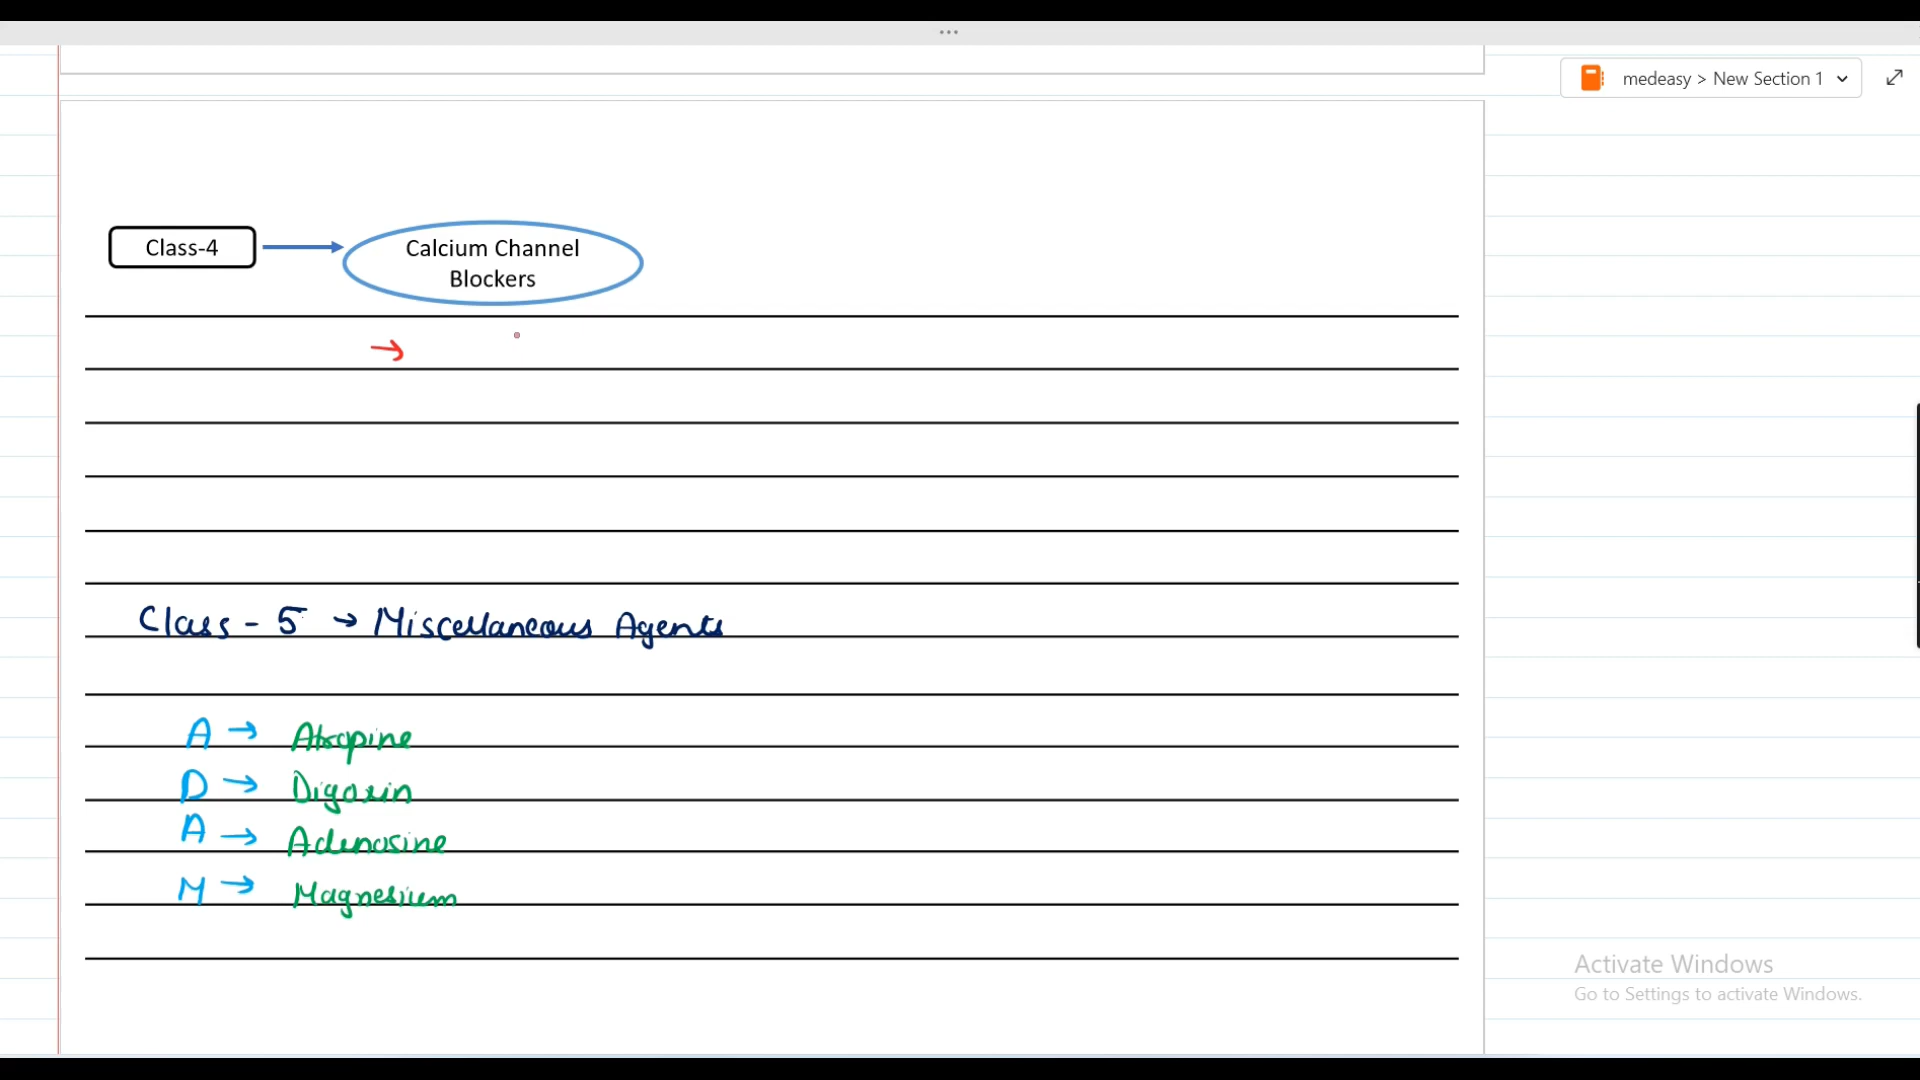 ...
medeasy > New Section 1
Class-4 → Calcium Channel
Blockers
→
Class - 5 → Miscellaneous Agents
A → Atropine
D → Digoxin
A → Adenosine
M → Magnesium
Activate Windows
Go to Settings to activate Windows.